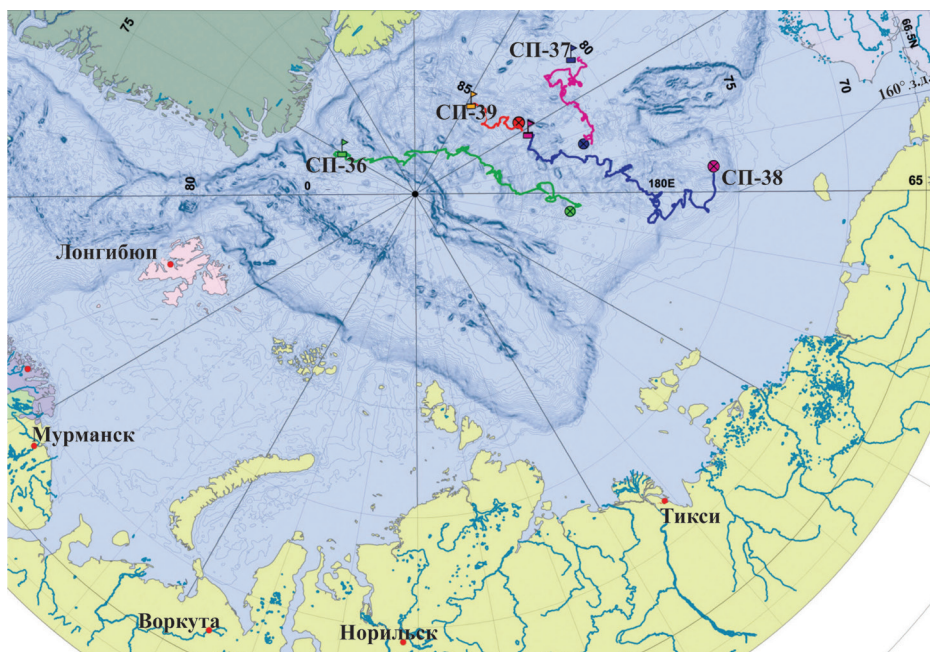 75
СП-37
80
66.5N
75
70
160° з.д.
85
СП-39
СП-36
80
0
180E
СП-38
65
Лонгибюп
Мурманск
Тикси
Воркута
Норильск